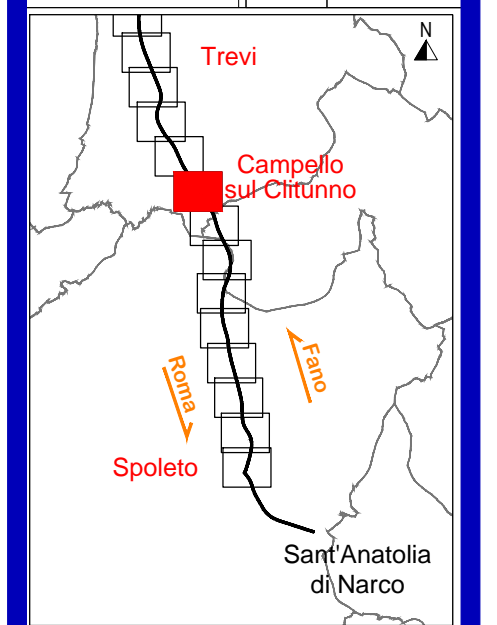 N
Trevi
Campello
sul Clitunno
Fano
Roma
Spoleto
Sant'Anatolia
di Narco